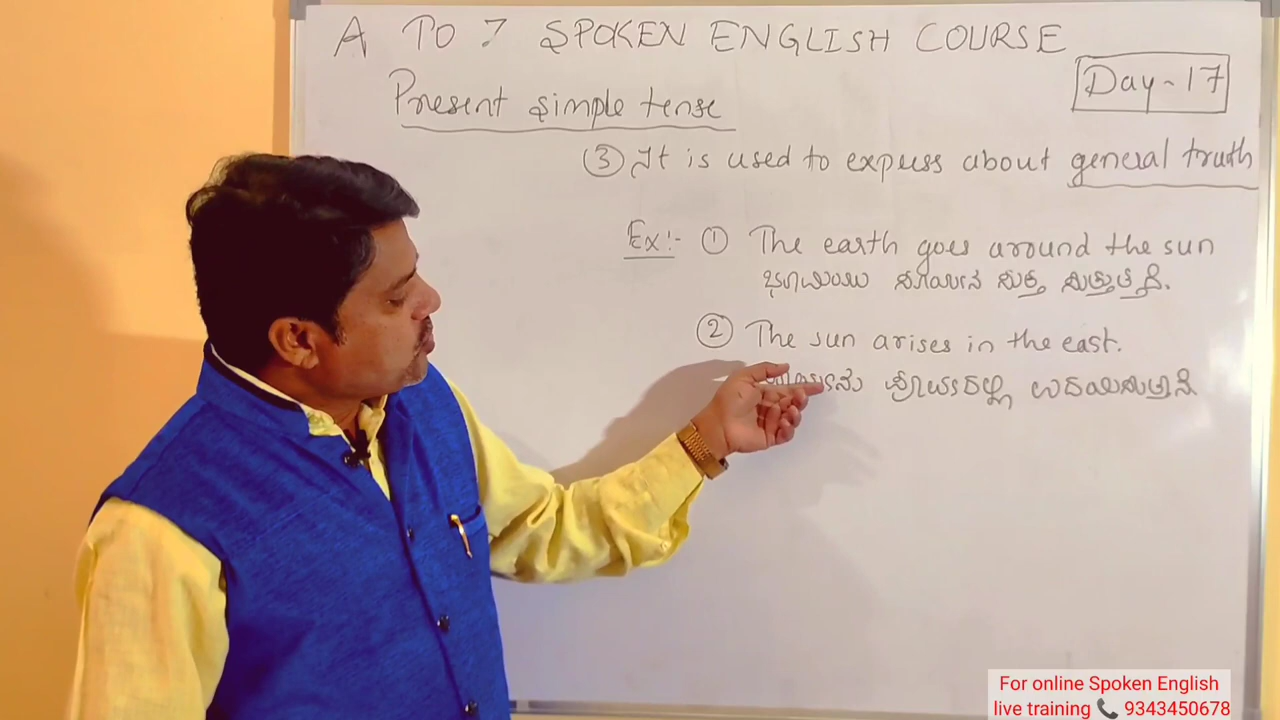 A TO Z SPOKEN ENGLISH COURSE
Day-17
Present simple tense
③ It is used to express about general truth
Ex:- ① The earth goes around the sun
ಭೂಮಿಯು ಸೂರ್ಯನ ಸುತ್ತ ಸುತ್ತುತ್ತದೆ.
② The sun arises in the east.
ಪೂರ್ವದಲ್ಲಿ ಉದಯಿಸುತ್ತಾನೆ
For online Spoken English
live training 📞 9343450678